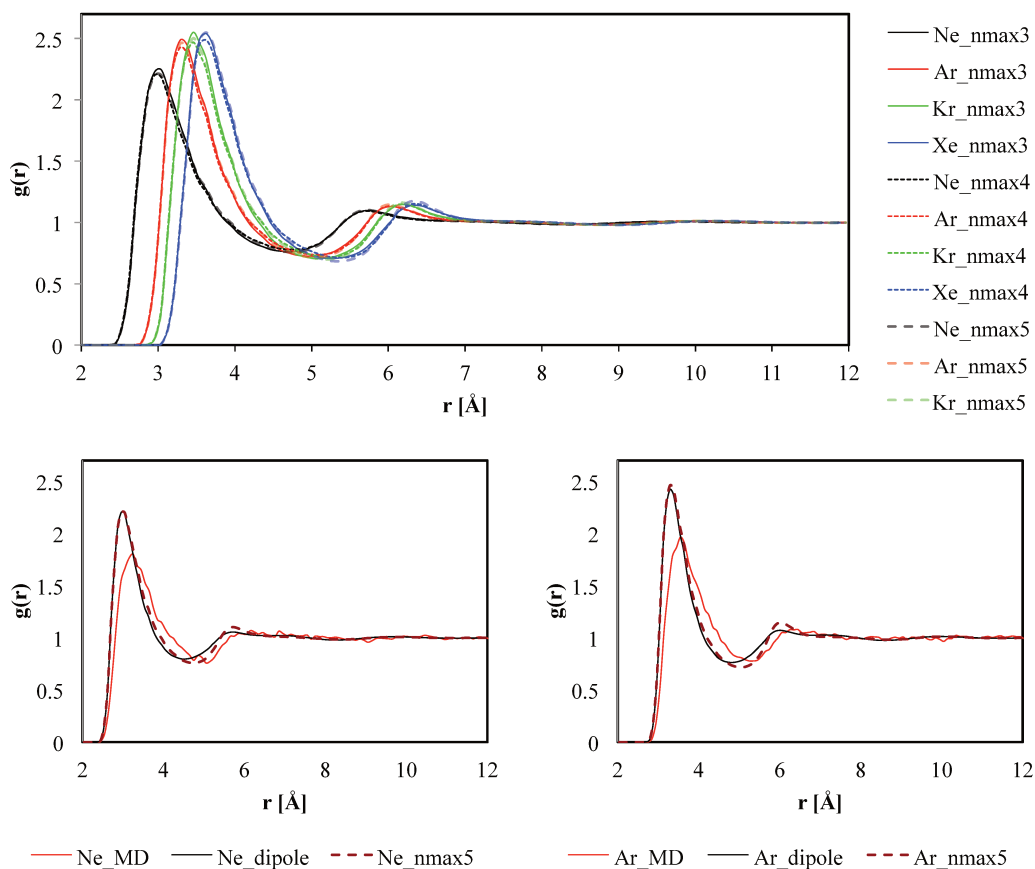 2.5
2
1.5
1
0.5
0
g(r)
2 3 4 5 6 7 8 9 10 11 12
r [Å]
Ne_nmax3
Ar_nmax3
Kr_nmax3
Xe_nmax3
Ne_nmax4
Ar_nmax4
Kr_nmax4
Xe_nmax4
Ne_nmax5
Ar_nmax5
Kr_nmax5
2.5
2
1.5
1
0.5
0
g(r)
2 4 6 8 10 12
r [Å]
Ne_MD Ne_dipole Ne_nmax5
2.5
2
1.5
1
0.5
0
g(r)
2 4 6 8 10 12
r [Å]
Ar_MD Ar_dipole Ar_nmax5